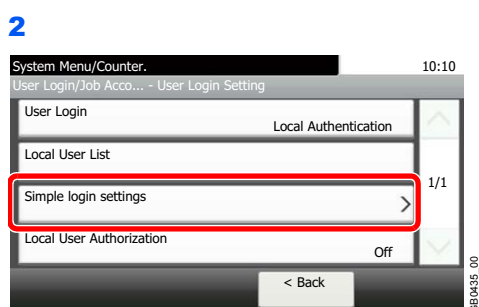 2
System Menu/Counter.
10:10
User Login/Job Acco... - User Login Setting
User Login
Local Authentication
Local User List
1/1
Simple login settings
Local User Authorization
Off
< Back
GB0435_00